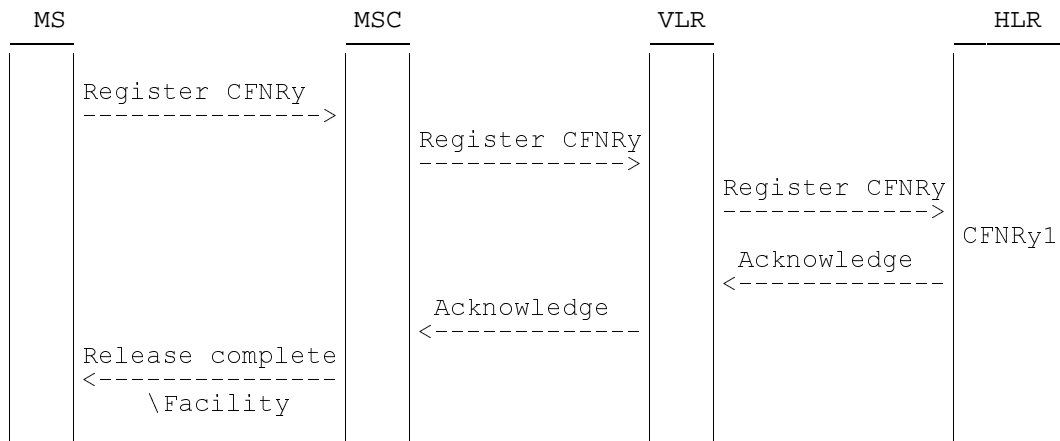 MS MSC VLR HLR
Register CFNRy
--------------->
Register CFNRy
------------->
Register CFNRy
------------->
CFNRy1
Acknowledge
<-------------
Acknowledge
<-------------
Release complete
<---------------
\Facility